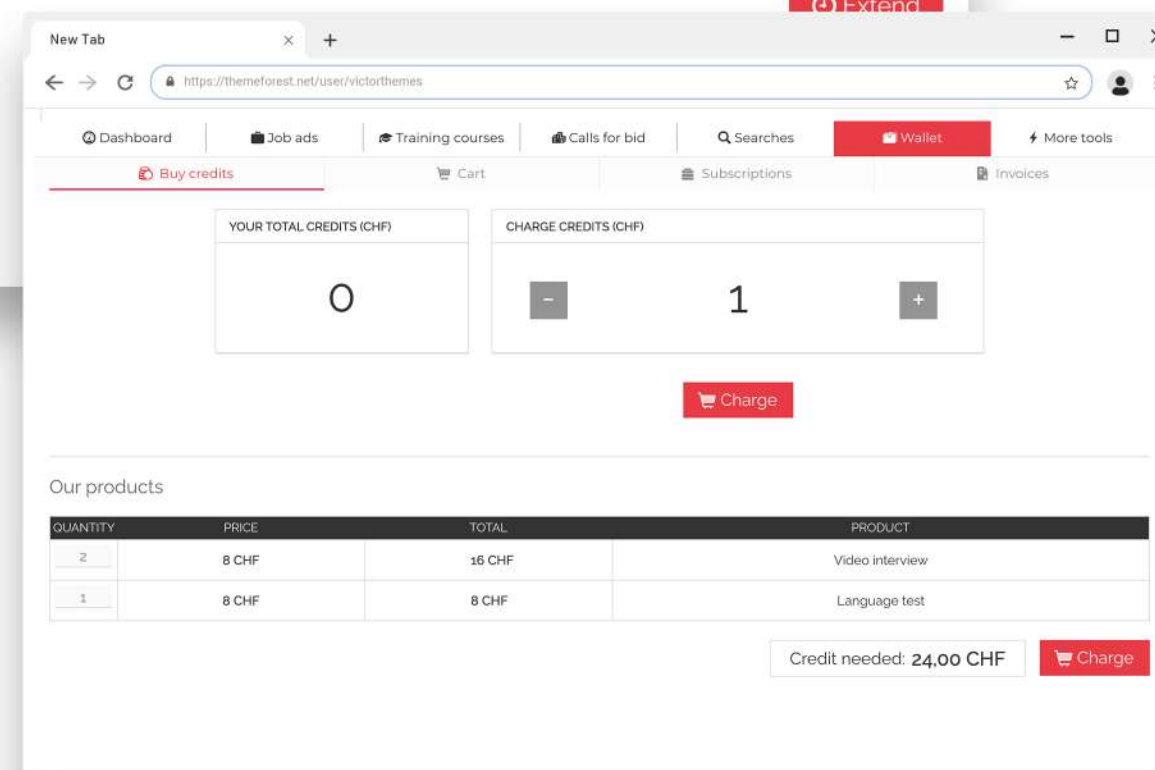 Extend
New Tab
https://themeforest.net/user/victorthemes
Dashboard Job ads Training courses Calls for bid Searches Wallet More tools
Buy credits Cart Subscriptions Invoices
YOUR TOTAL CREDITS (CHF) CHARGE CREDITS (CHF)
0 - 1 +
Charge
Our products
QUANTITY PRICE TOTAL PRODUCT
2 8 CHF 16 CHF Video interview
1 8 CHF 8 CHF Language test
Credit needed: 24,00 CHF Charge